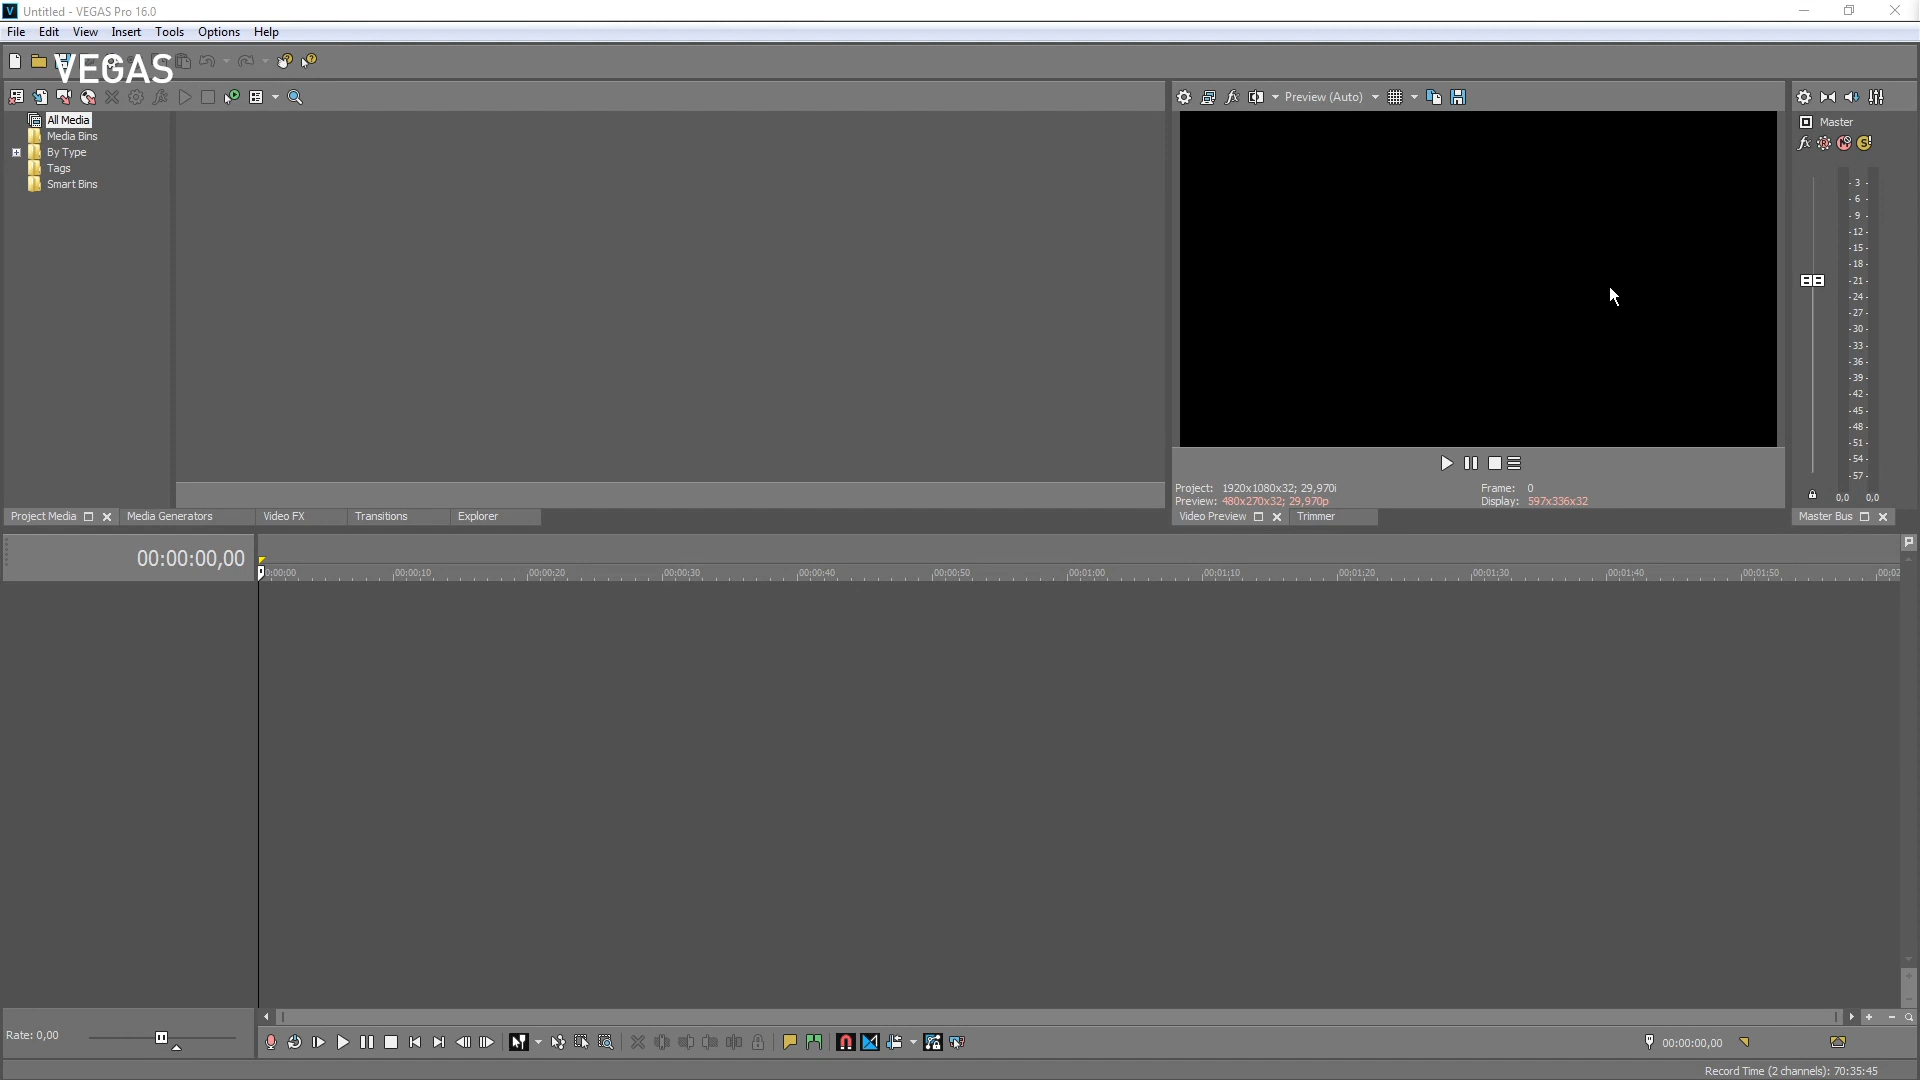 Untitled - VEGAS Pro 16.0
File Edit View Insert Tools Options Help
VEGAS
Preview (Auto)
All Media
Media Bins
By Type
Tags
Smart Bins
Master
-3-
-6-
-9-
-12-
-15-
-18-
-21-
-24-
-27-
-30-
-33-
-36-
-39-
-42-
-45-
-48-
-51-
-54-
-57-
0,0 0,0
Project: 1920x1080x32; 29,970i
Frame: 0
Preview: 480x270x32; 29,970p
Display: 597x336x32
Project Media Media Generators Video FX Transitions Explorer
Video Preview Trimmer
Master Bus
00:00:00,00
0:00:00 00:00:10 00:00:20 00:00:30 00:00:40 00:00:50 00:01:00 00:01:10 00:01:20 00:01:30 00:01:40 00:01:50 00:02
Rate: 0,00
00:00:00,00
Record Time (2 channels): 70:35:45